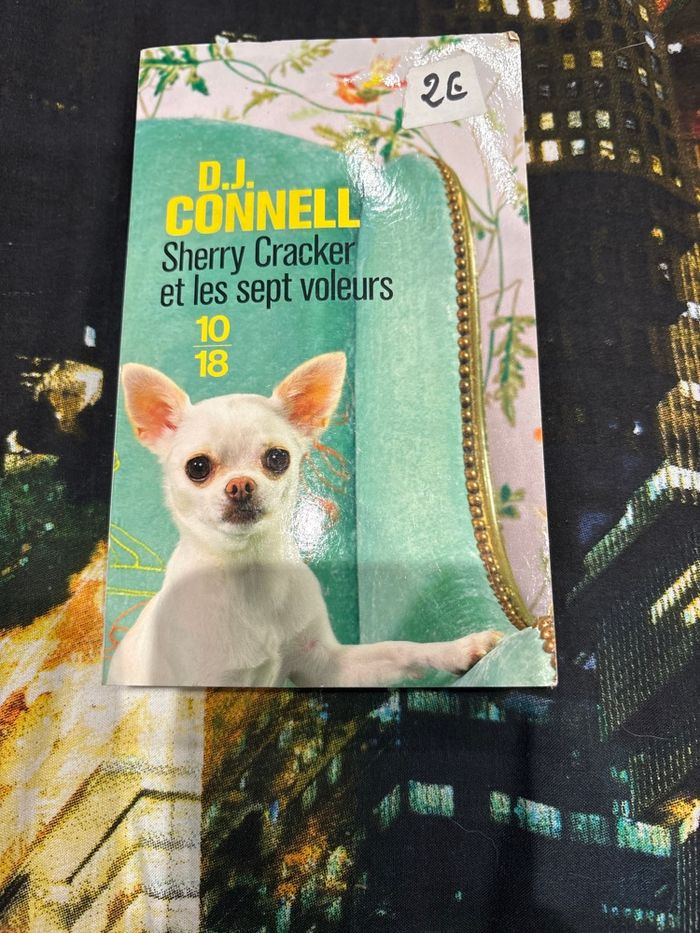 2€
D.J.
CONNELL
Sherry Cracker
et les sept voleurs
10
18